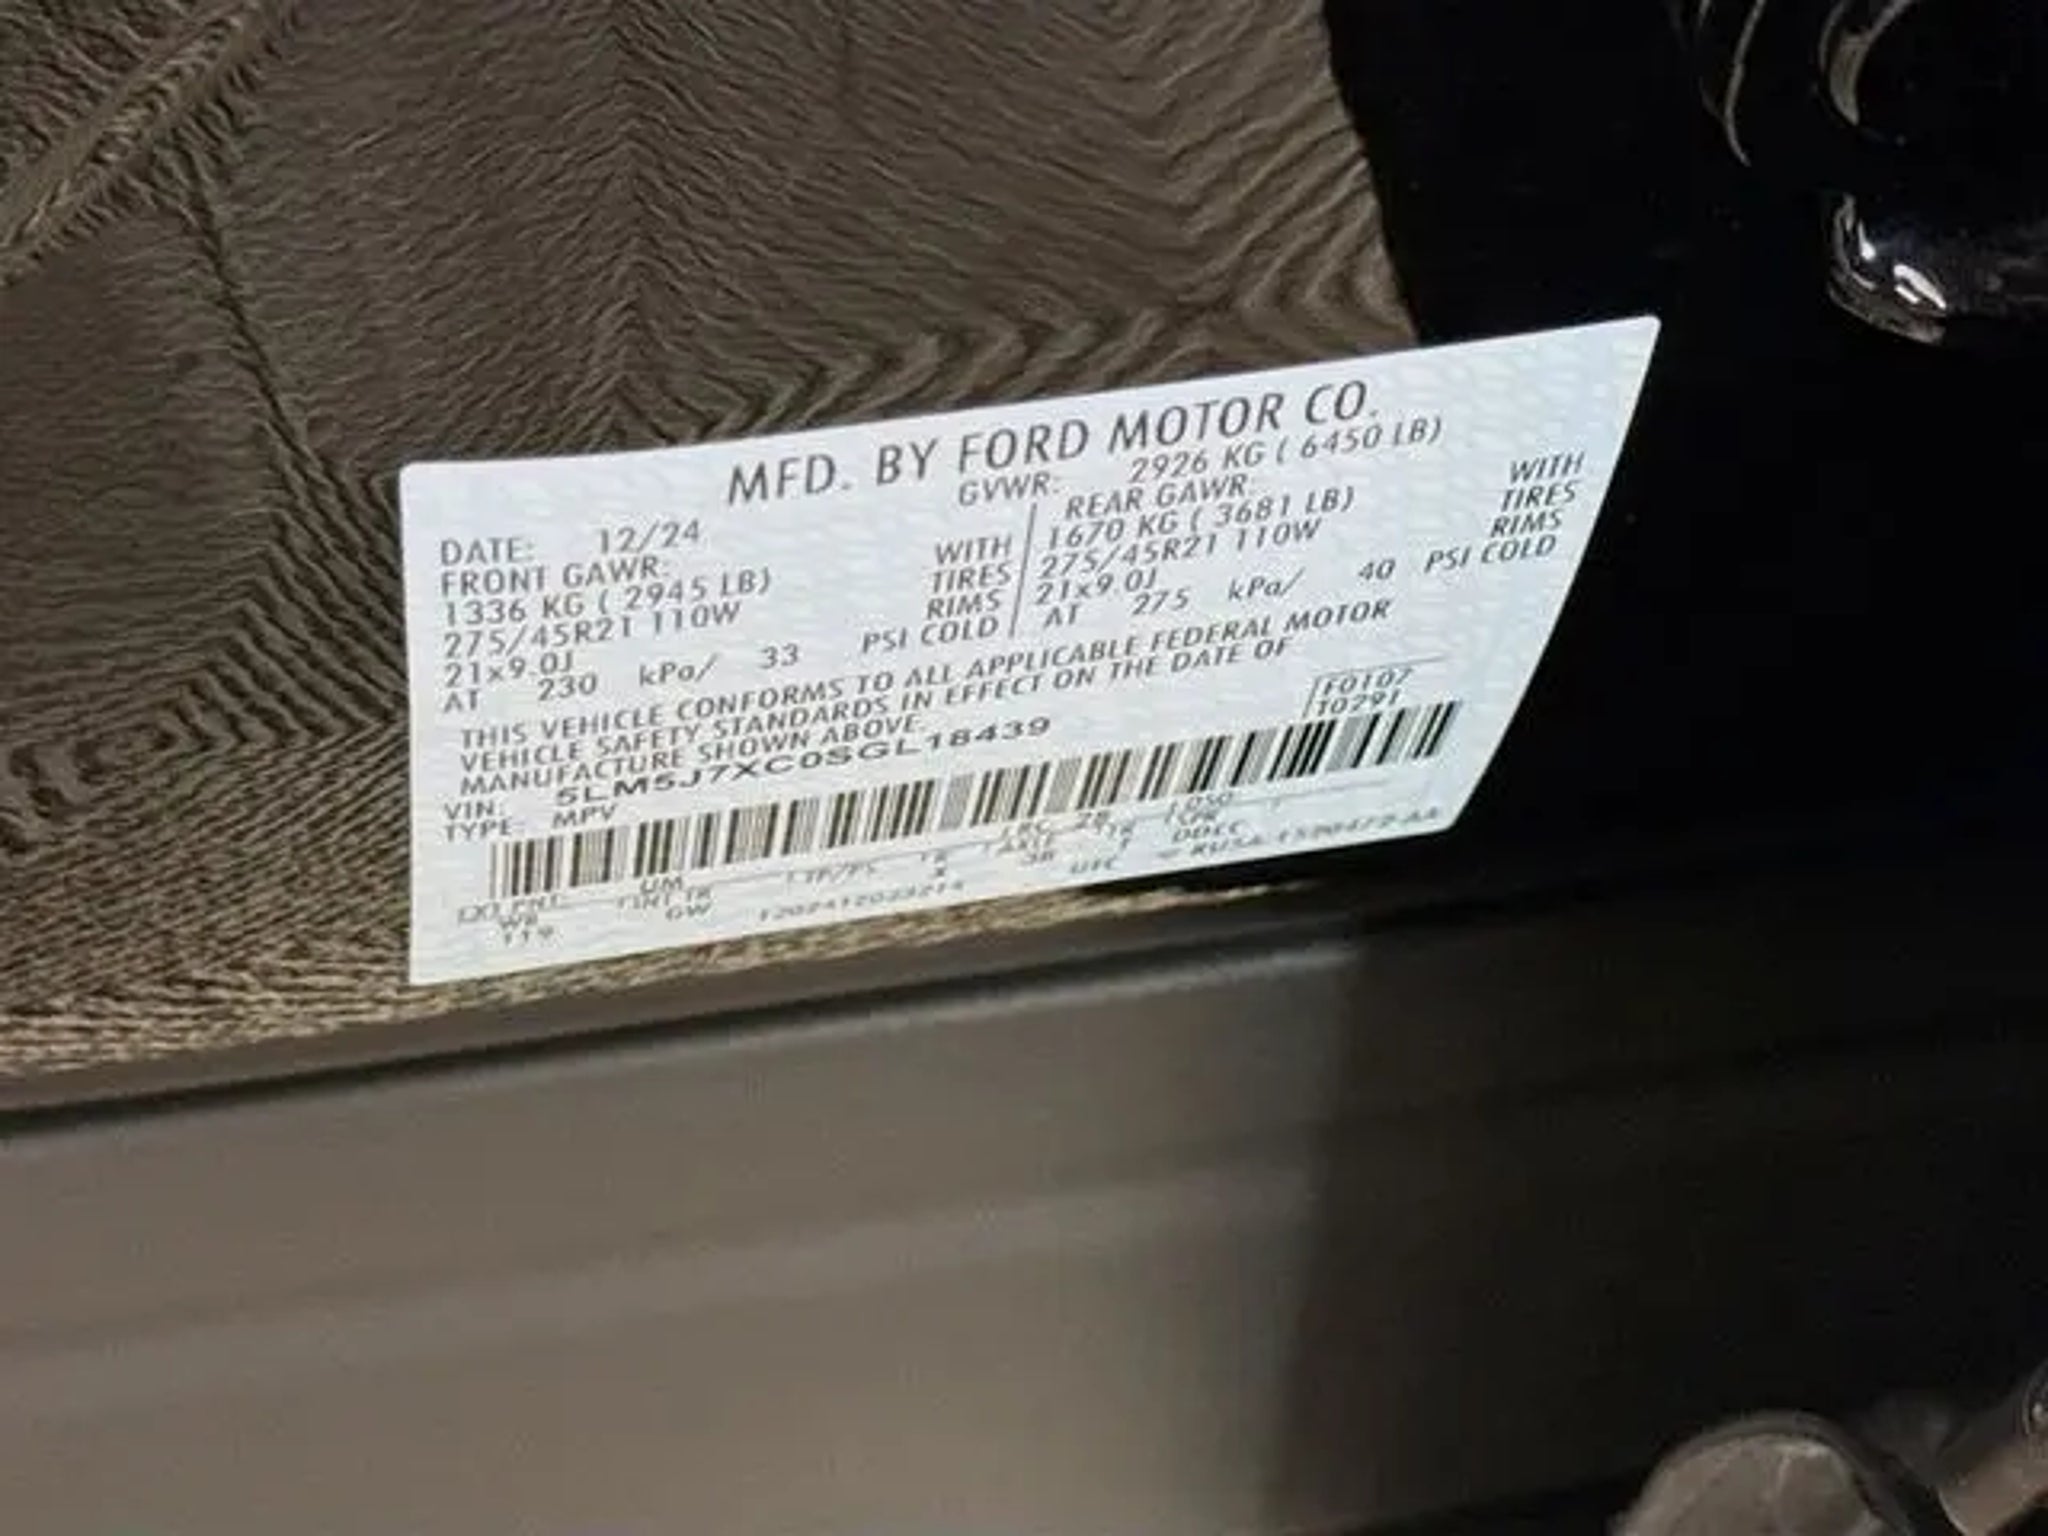 MFD. BY FORD MOTOR CO.
GVWR: 2926 KG ( 6450 LB)
DATE: 12/24
FRONT GAWR:
1336 KG ( 2945 LB) WITH
275/45R21 110W TIRES
21x9.0J RIMS
AT 230 kPa/ 33 PSI COLD
REAR GAWR:
1670 KG ( 3681 LB) WITH
275/45R21 110W TIRES
21x9.0J RIMS
AT 275 kPa/ 40 PSI COLD
THIS VEHICLE CONFORMS TO ALL APPLICABLE FEDERAL MOTOR
VEHICLE SAFETY STANDARDS IN EFFECT ON THE DATE OF
MANUFACTURE SHOWN ABOVE.
VIN: 5LM5J7XC0SGL18439
TYPE: MPV
F0107
10291
UM